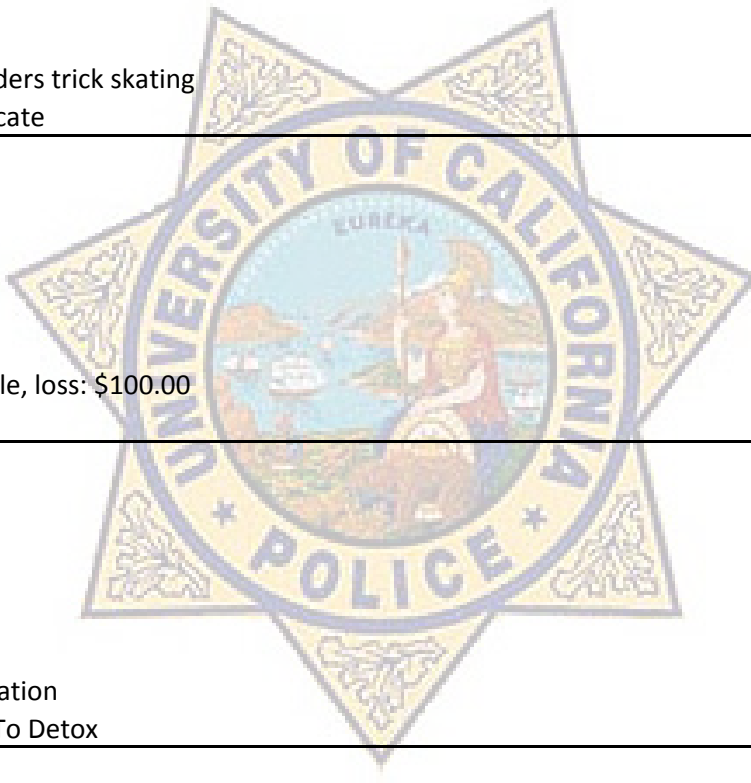 ders trick skating
cate
UNIVERSITY OF CALIFORNIA
EUREKA
le, loss: $100.00
POLICE
ation
To Detox